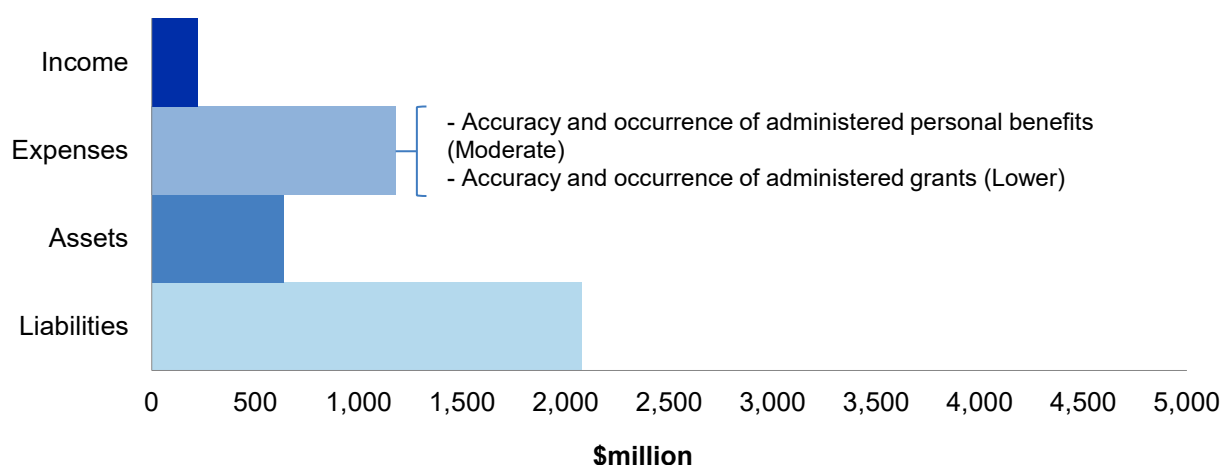 Income
Expenses
- Accuracy and occurrence of administered personal benefits
(Moderate)
- Accuracy and occurrence of administered grants (Lower)
Assets
Liabilities
0 500 1,000 1,500 2,000 2,500 3,000 3,500 4,000 4,500 5,000
$million